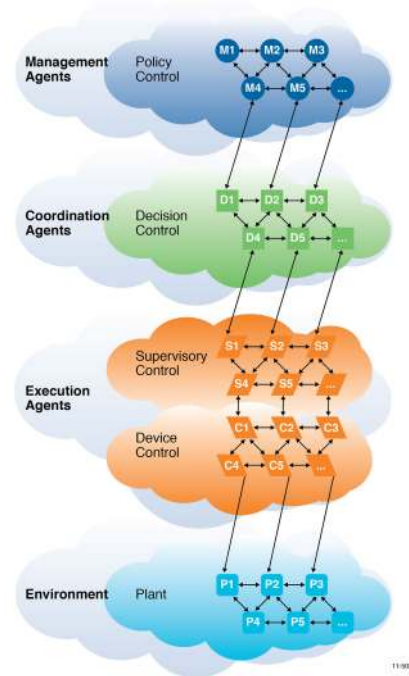 M1 M2 M3
Management Policy
Agents Control
M4 M5 ...
D1 D2 D3
Coordination Decision
Agents Control
D4 D5 ...
S1 S2 S3
Supervisory
Control
S4 S5 ...
Execution
Agents
C1 C2 C3
Device
Control
C4 C5 ...
P1 P2 P3
Environment Plant
P4 P5 ...